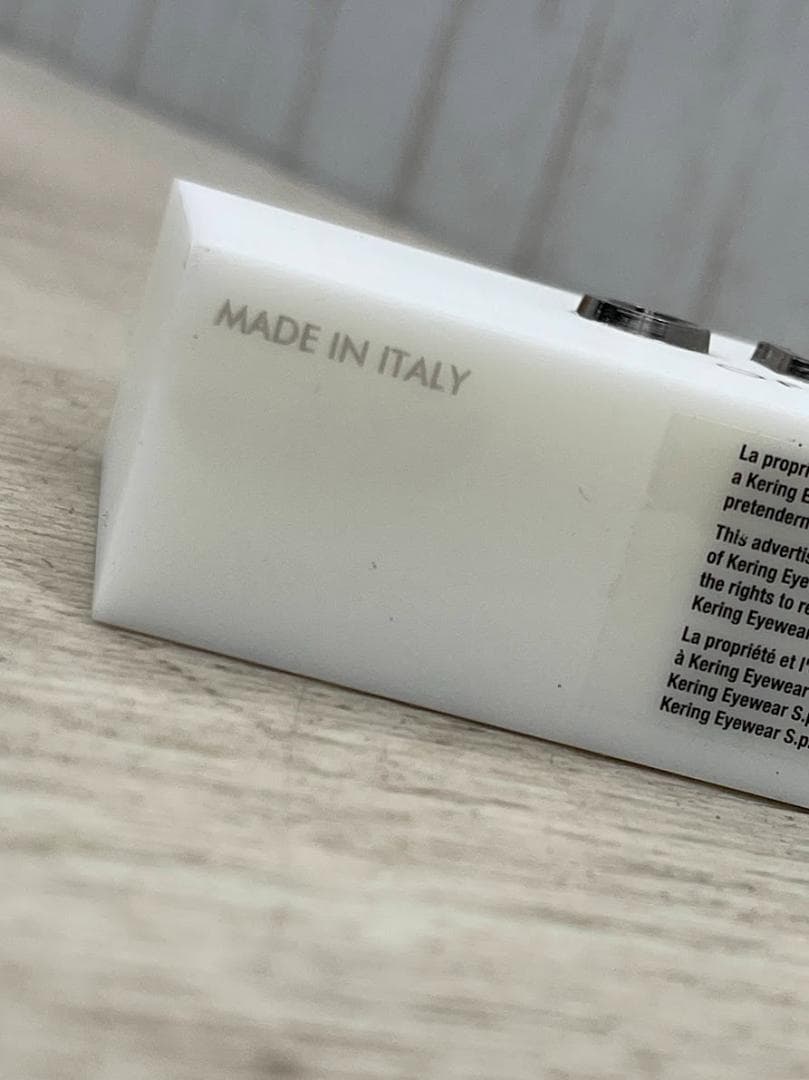 MADE IN ITALY
La propri
a Kering E
pretendern
This advertis
of Kering Eye
the rights to re
Kering Eyewear
La propriété et l'
à Kering Eyewear
Kering Eyewear S.p
Kering Eyewear S.p.